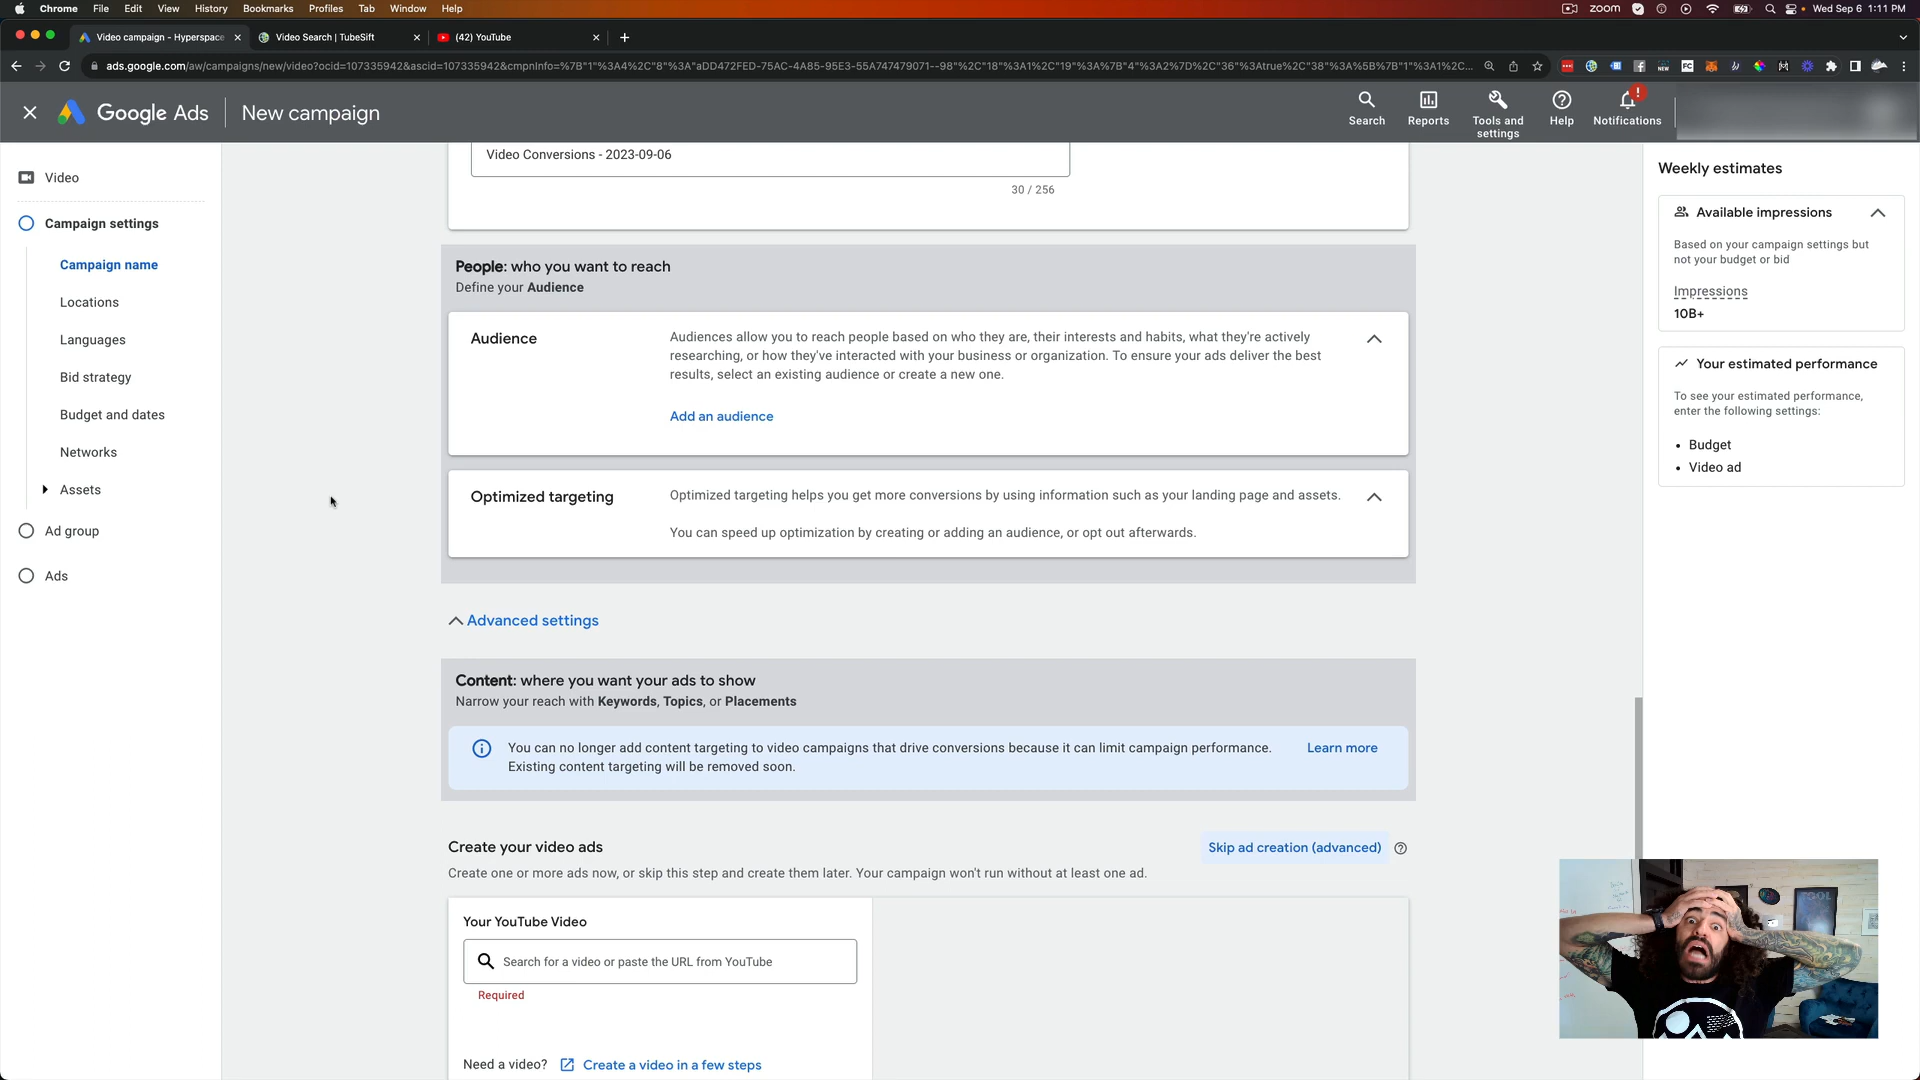 Chrome File Edit View History Bookmarks Profiles Tab Window Help zoom Wed Sep 6 1:11 PM
Video campaign - Hyperspace Video Search | TubeSift (42) YouTube
ads.google.com/aw/campaigns/new/video?ocid=107335942&ascid=107335942&cmpnInfo=%7B"1"%3A4%2C"8"%3A"aDD472FED-75AC-4A85-95E3-55A747479071--98"%2C"18"%3A1%2C"19"%3A%7B"4"%3A2%7D%2C"36"%3Atrue%2C"38"%3A%5B%7B"1"%3A1%2C...
Google Ads New campaign
Search
Reports
Tools and
settings
Help
Notifications
Video
Campaign settings
Campaign name
Locations
Languages
Bid strategy
Budget and dates
Networks
Assets
Ad group
Ads
Video Conversions - 2023-09-06
30 / 256
People: who you want to reach
Define your Audience
Audience
Audiences allow you to reach people based on who they are, their interests and habits, what they're actively
researching, or how they've interacted with your business or organization. To ensure your ads deliver the best
results, select an existing audience or create a new one.
Add an audience
Optimized targeting
Optimized targeting helps you get more conversions by using information such as your landing page and assets.
You can speed up optimization by creating or adding an audience, or opt out afterwards.
Advanced settings
Content: where you want your ads to show
Narrow your reach with Keywords, Topics, or Placements
You can no longer add content targeting to video campaigns that drive conversions because it can limit campaign performance.
Existing content targeting will be removed soon.
Learn more
Create your video ads
Skip ad creation (advanced)
Create one or more ads now, or skip this step and create them later. Your campaign won't run without at least one ad.
Your YouTube Video
Search for a video or paste the URL from YouTube
Required
Need a video? Create a video in a few steps
Weekly estimates
Available impressions
Based on your campaign settings but
not your budget or bid
Impressions
10B+
Your estimated performance
To see your estimated performance,
enter the following settings:
• Budget
• Video ad
TOOL